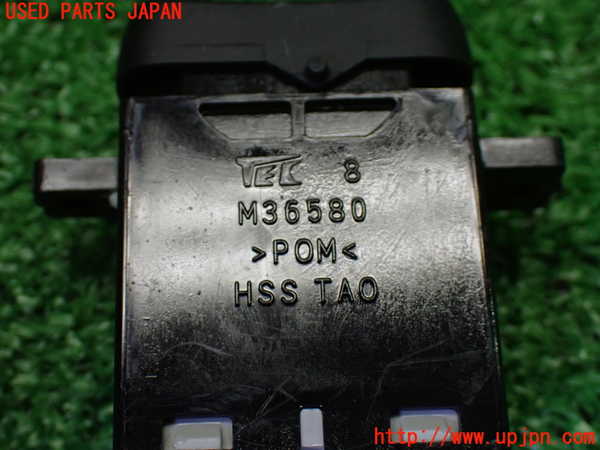 USED PARTS JAPAN
TEC 8
M36580
>POM<
HSS TAO
http://www.upjpn.com/